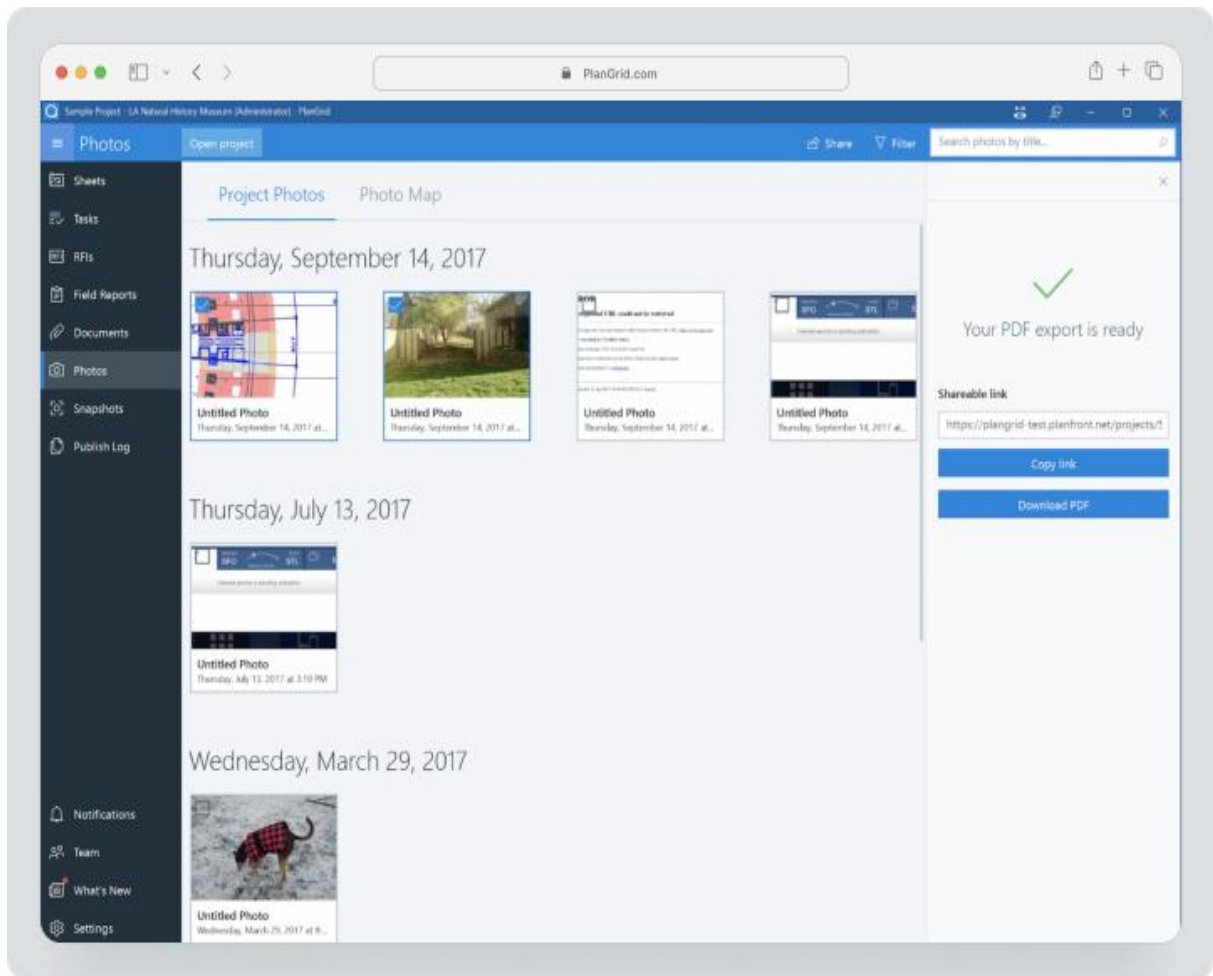 PlanGrid.com
Sample Project - LA Natural History Museum (Administrator) - PlanGrid
Photos
Open project
Share
Filter
Search photos by title...
Sheets
Tasks
RFIs
Field Reports
Documents
Photos
Snapshots
Publish Log
Notifications
Team
What's New
Settings
Project Photos
Photo Map
Thursday, September 14, 2017
Untitled Photo
Thursday, September 14, 2017 at...
Untitled Photo
Thursday, September 14, 2017 at...
Untitled Photo
Thursday, September 14, 2017 at...
STL
Untitled Photo
Thursday, September 14, 2017 at...
Thursday, July 13, 2017
SFO
STL
Untitled Photo
Thursday, July 13, 2017 at 3:10 PM
Wednesday, March 29, 2017
Untitled Photo
Wednesday, March 29, 2017 at 9...
Your PDF export is ready
Shareable link
https://plangrid-test.planfront.net/projects/5
Copy link
Download PDF